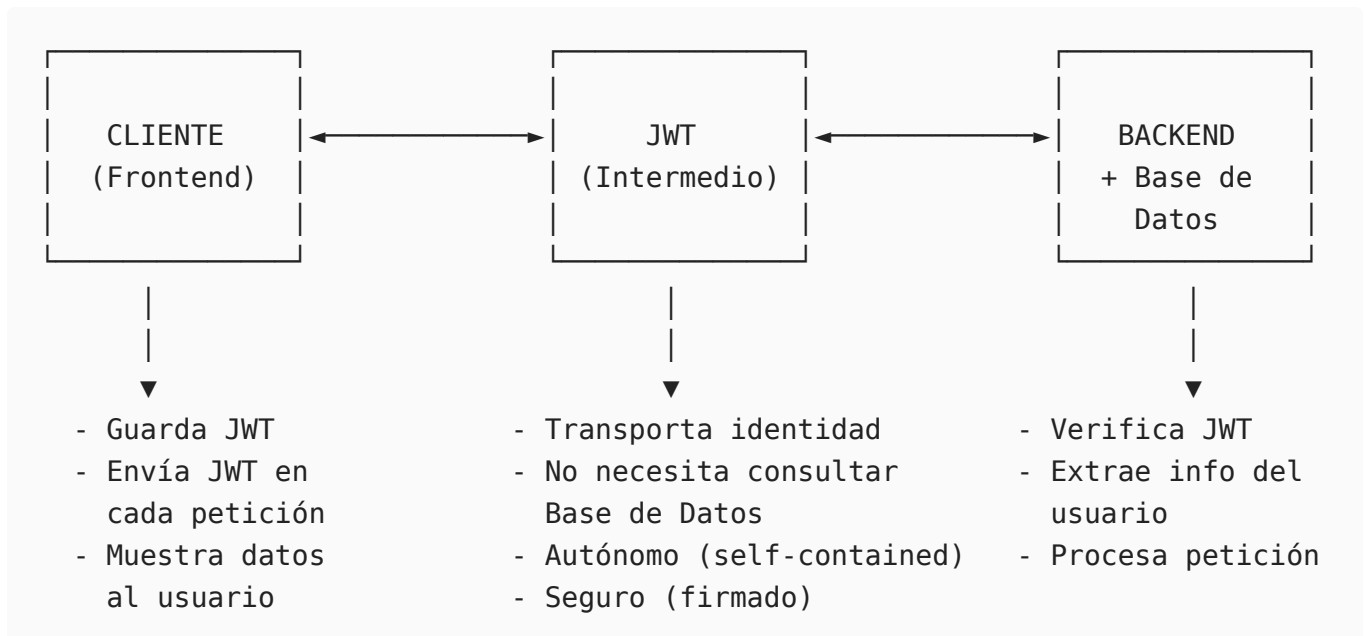 CLIENTE
(Frontend)
JWT
(Intermedio)
BACKEND
+ Base de
Datos
- Guarda JWT
- Envía JWT en
cada petición
- Muestra datos
al usuario
- Transporta identidad
- No necesita consultar
Base de Datos
- Autónomo (self-contained)
- Seguro (firmado)
- Verifica JWT
- Extrae info del
usuario
- Procesa petición